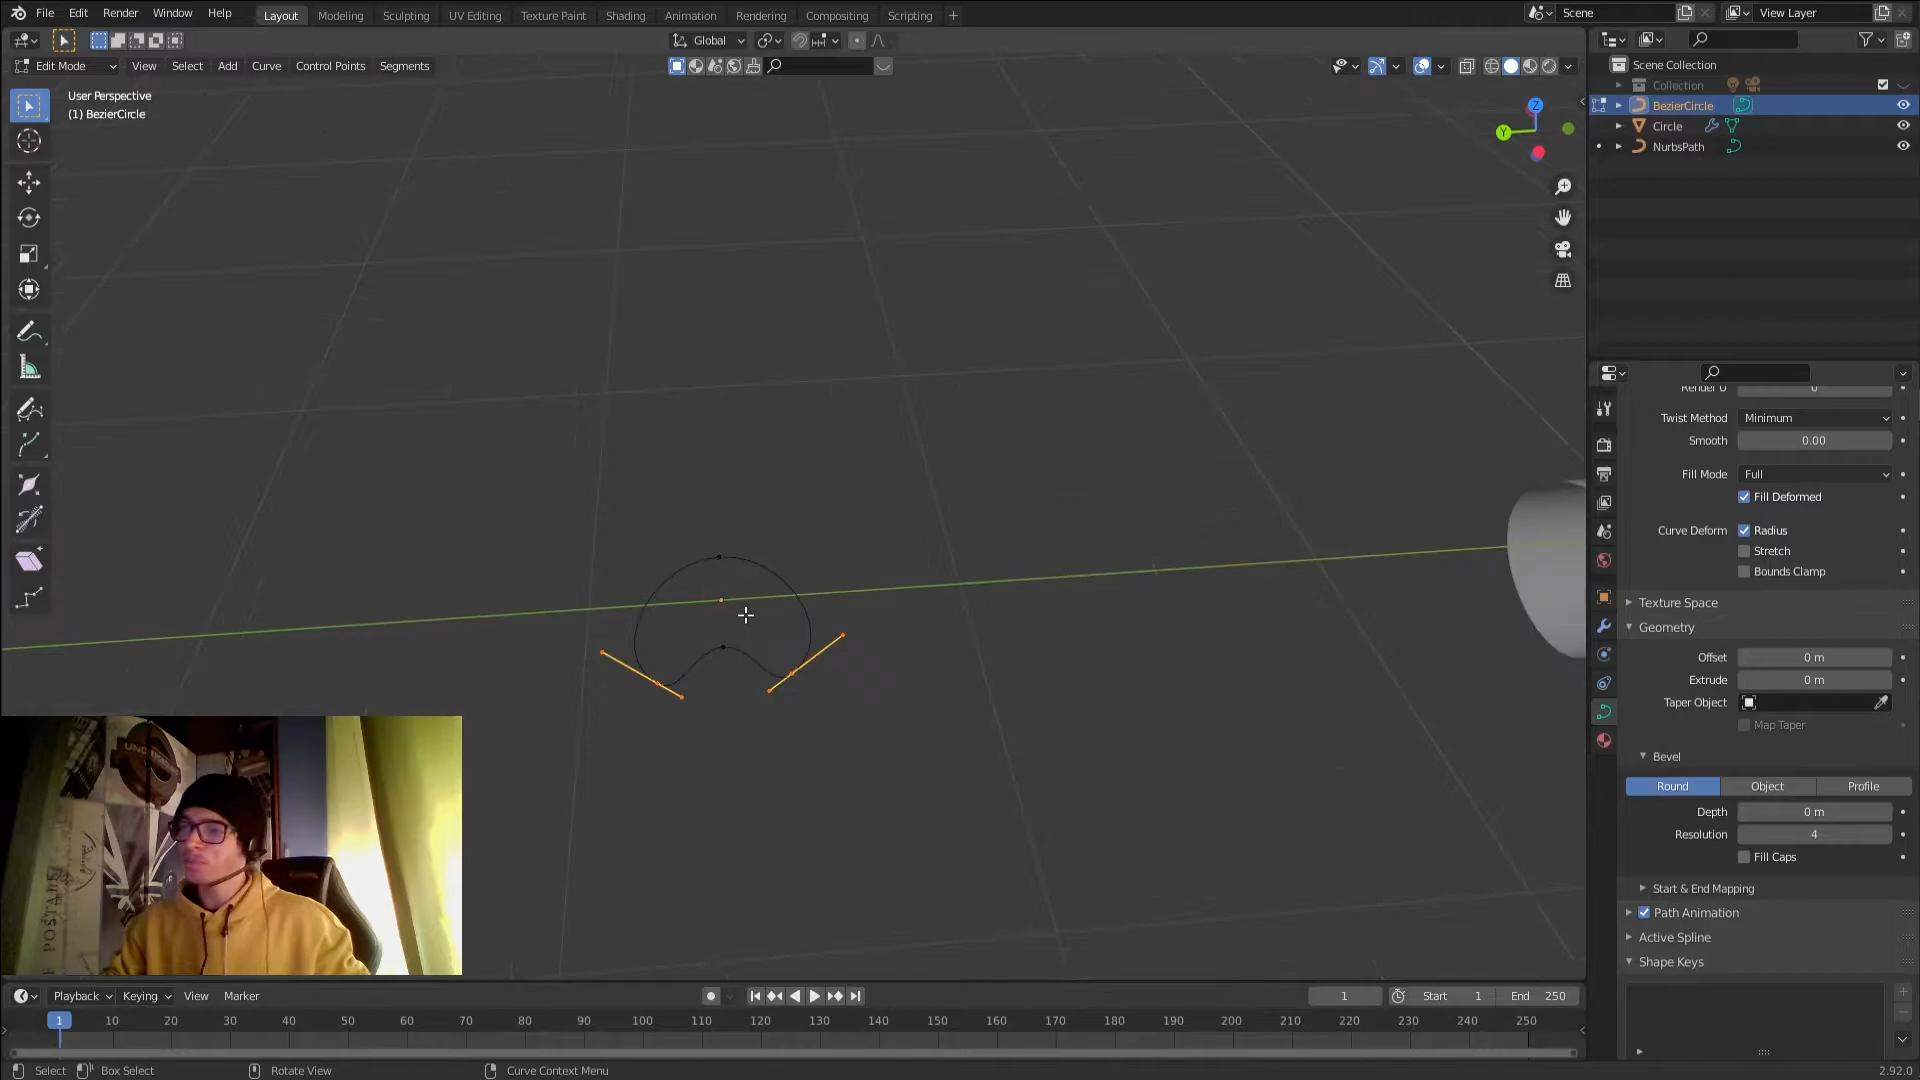 File Edit Render Window Help Layout Modeling Sculpting UV Editing Texture Paint Shading Animation Rendering Compositing Scripting + Scene View Layer
Global
Edit Mode View Select Add Curve Control Points Segments
User Perspective
(1) BezierCircle
Z
Y
Scene Collection
Collection
BezierCircle
Circle
NurbsPath
Twist Method Minimum
Smooth 0.00
Fill Mode Full
Fill Deformed
Curve Deform Radius
Stretch
Bounds Clamp
Texture Space
Geometry
Offset 0 m
Extrude 0 m
Taper Object
Map Taper
Bevel
Round Object Profile
Depth 0 m
Resolution 4
Fill Caps
Start & End Mapping
Path Animation
Active Spline
Shape Keys
Playback Keying View Marker 1 Start 1 End 250
1 10 20 30 40 50 60 70 80 90 100 110 120 130 140 150 160 170 180 190 200 210 220 230 240 250
Select Box Select Rotate View Curve Context Menu 2.92.0